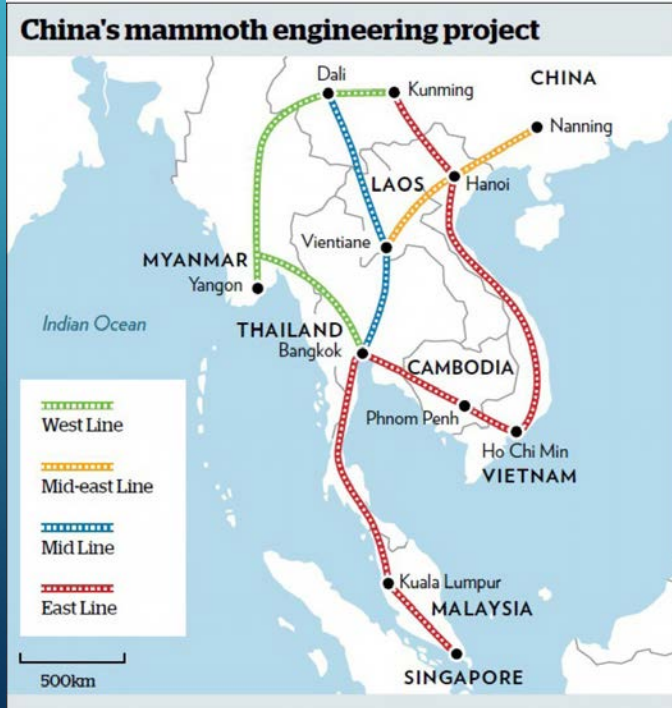 China's mammoth engineering project
Dali
Kunming
CHINA
Nanning
LAOS
Hanoi
Vientiane
MYANMAR
Yangon
Indian Ocean
THAILAND
Bangkok
CAMBODIA
Phnom Penh
Ho Chi Min
VIETNAM
West Line
Mid-east Line
Mid Line
East Line
Kuala Lumpur
MALAYSIA
SINGAPORE
500km